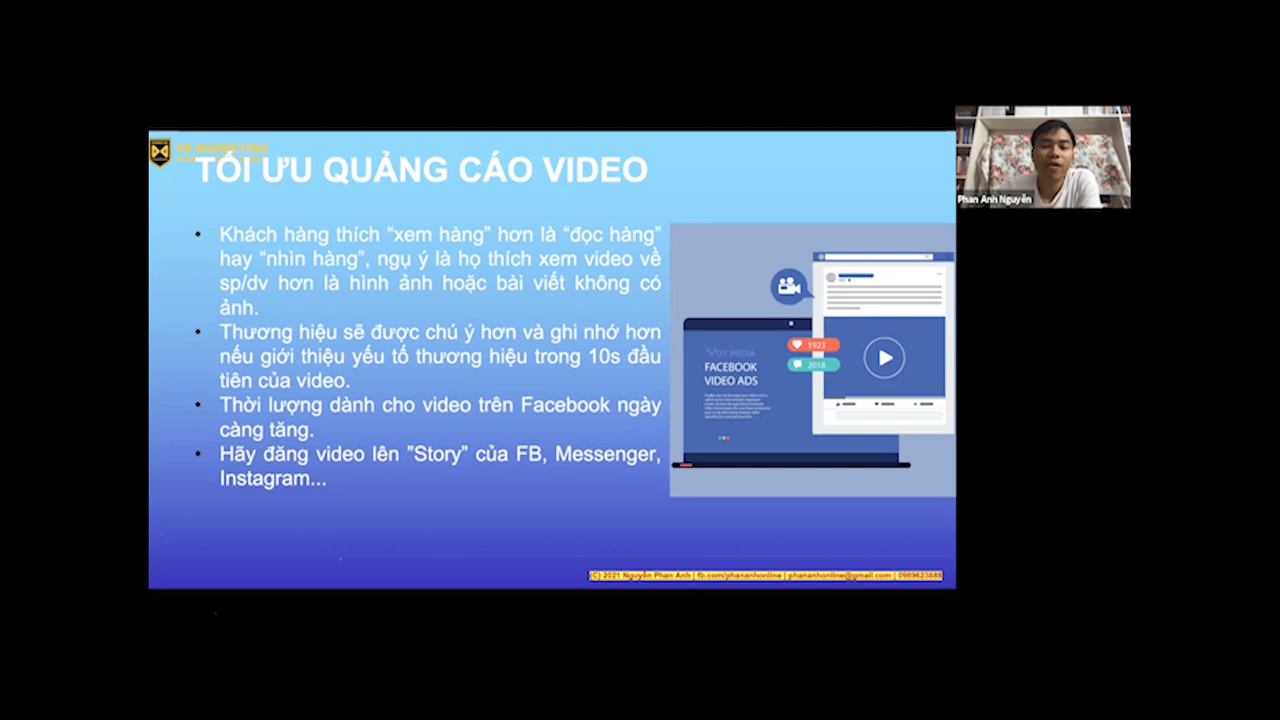 PA MARKETING
TỐI ƯU QUẢNG CÁO VIDEO
Phan Anh Nguyễn
• Khách hàng thích “xem hàng” hơn là “đọc hàng”
hay “nhìn hàng”, ngụ ý là họ thích xem video về
sp/dv hơn là hình ảnh hoặc bài viết không có
ảnh.
• Thương hiệu sẽ được chú ý hơn và ghi nhớ hơn
nếu giới thiệu yếu tố thương hiệu trong 10s đầu
tiên của video.
• Thời lượng dành cho video trên Facebook ngày
càng tăng.
• Hãy đăng video lên ”Story” của FB, Messenger,
Instagram...
VOY MEDIA
FACEBOOK
VIDEO ADS
1923
2018
(C) 2021 Nguyễn Phan Anh | fb.com/phananhonline | phananhonline@gmail.com | 0989623888